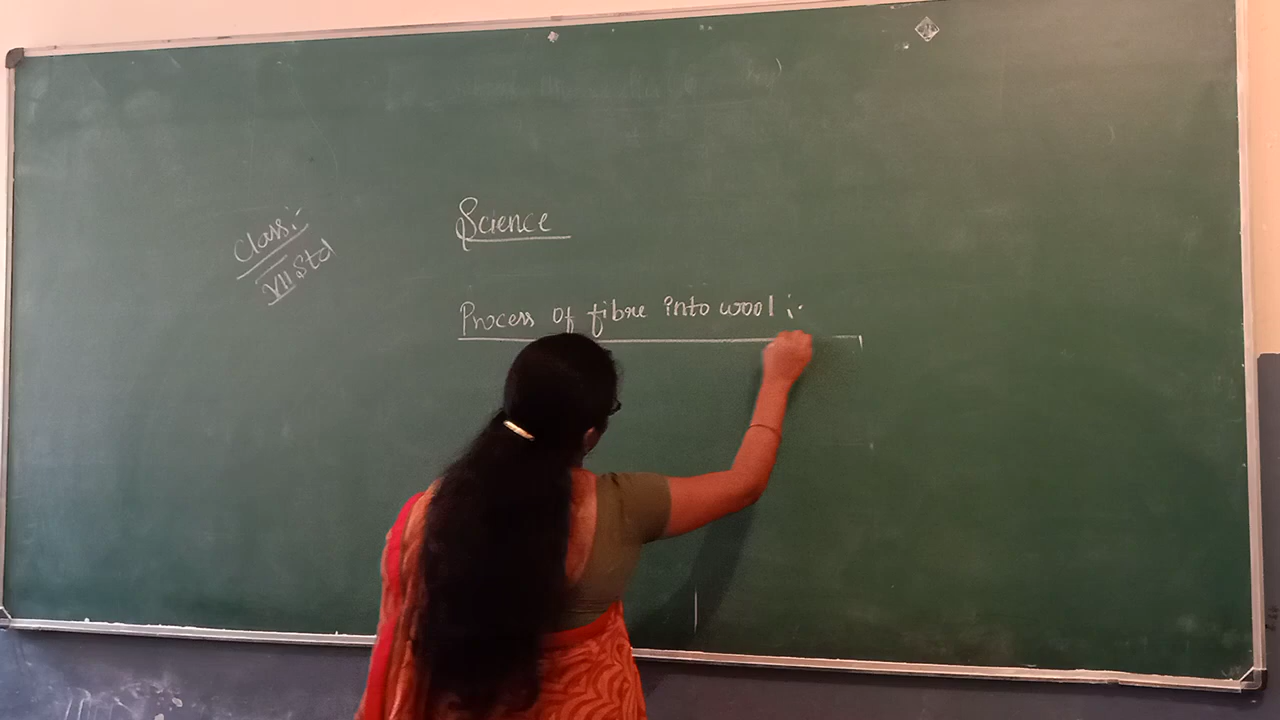 Class:-
VII Std
Science
Process of fibre into wool :-